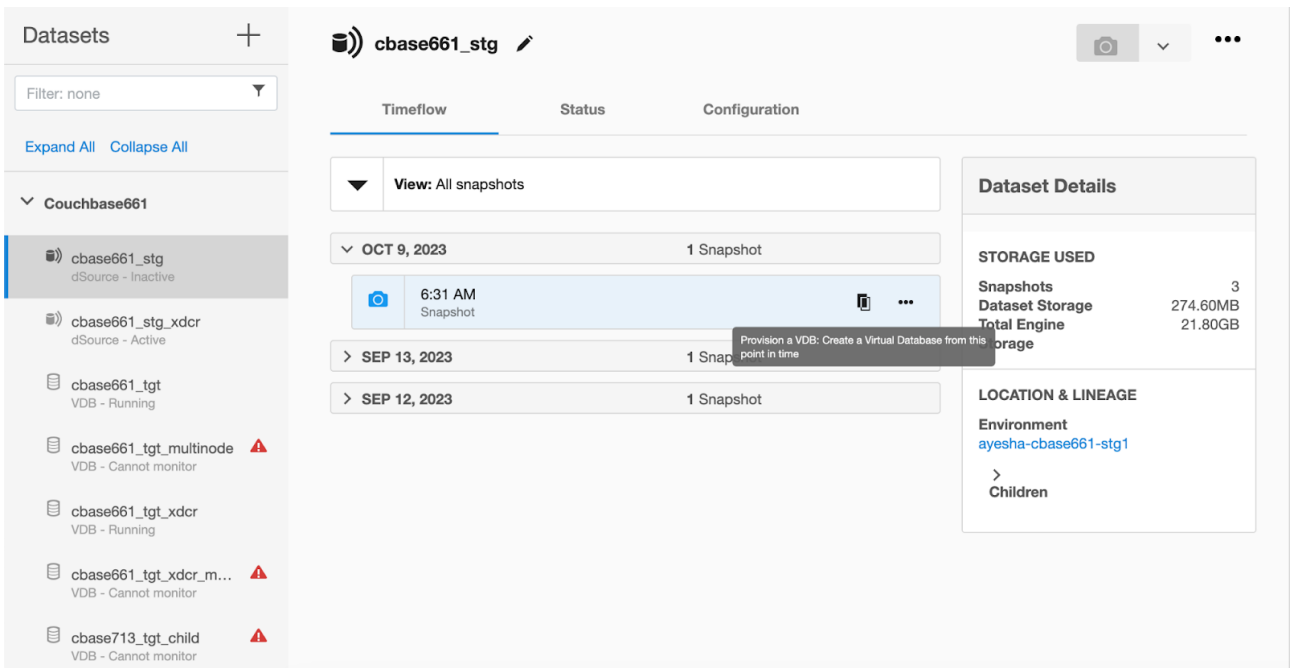 Datasets
Filter: none
Expand All Collapse All
Couchbase661
cbase661_stg
dSource - Inactive
cbase661_stg_xdcr
dSource - Active
cbase661_tgt
VDB - Running
cbase661_tgt_multinode
VDB - Cannot monitor
cbase661_tgt_xdcr
VDB - Running
cbase661_tgt_xdcr_m...
VDB - Cannot monitor
cbase713_tgt_child
VDB - Cannot monitor
cbase661_stg
Timeflow Status Configuration
View: All snapshots
OCT 9, 2023 1 Snapshot
6:31 AM
Snapshot
Provision a VDB: Create a Virtual Database from this
point in time
SEP 13, 2023 1 Snap
SEP 12, 2023 1 Snapshot
Dataset Details
STORAGE USED
Snapshots 3
Dataset Storage 274.60MB
Total Engine 21.80GB
orage
LOCATION & LINEAGE
Environment
ayesha-cbase661-stg1
Children